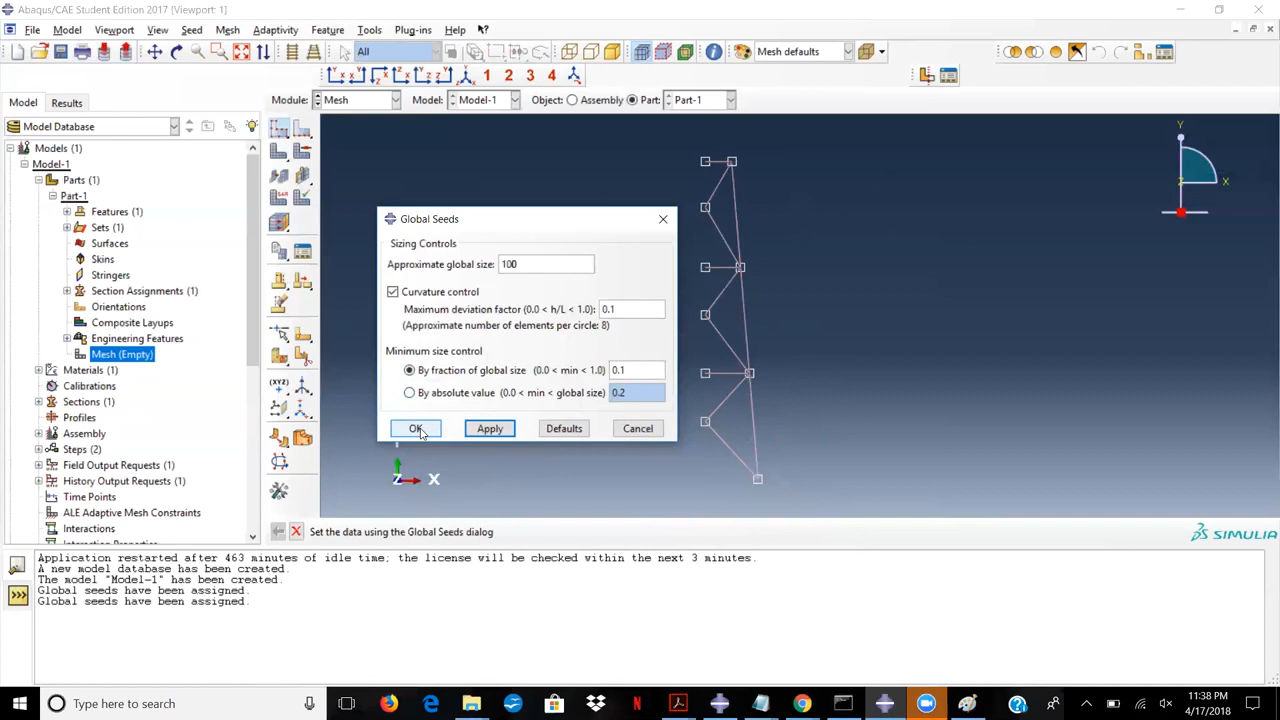 Abaqus/CAE Student Edition 2017 [Viewport: 1]
File Model Viewport View Seed Mesh Adaptivity Feature Tools Plug-ins Help
All Mesh defaults
1 2 3 4
Model Results Module: Mesh Model: Model-1 Object: Assembly Part: Part-1
Model Database
Models (1)
Model-1
Parts (1)
Part-1
Features (1)
Sets (1)
Surfaces
Skins
Stringers
Section Assignments (1)
Orientations
Composite Layups
Engineering Features
Mesh (Empty)
Materials (1)
Calibrations
Sections (1)
Profiles
Assembly
Steps (2)
Field Output Requests (1)
History Output Requests (1)
Time Points
ALE Adaptive Mesh Constraints
Interactions
(XYZ)
Global Seeds
Sizing Controls
Approximate global size: 100
Curvature control
Maximum deviation factor (0.0 < h/L < 1.0): 0.1
(Approximate number of elements per circle: 8)
Minimum size control
By fraction of global size (0.0 < min < 1.0) 0.1
By absolute value (0.0 < min < global size) 0.2
OK Apply Defaults Cancel
Y
Z X
Z X
Set the data using the Global Seeds dialog
SIMULIA
Application restarted after 463 minutes of idle time; the license will be checked within the next 3 minutes.
A new model database has been created.
The model "Model-1" has been created.
Global seeds have been assigned.
Global seeds have been assigned.
>>>
Type here to search
11:38 PM
4/17/2018